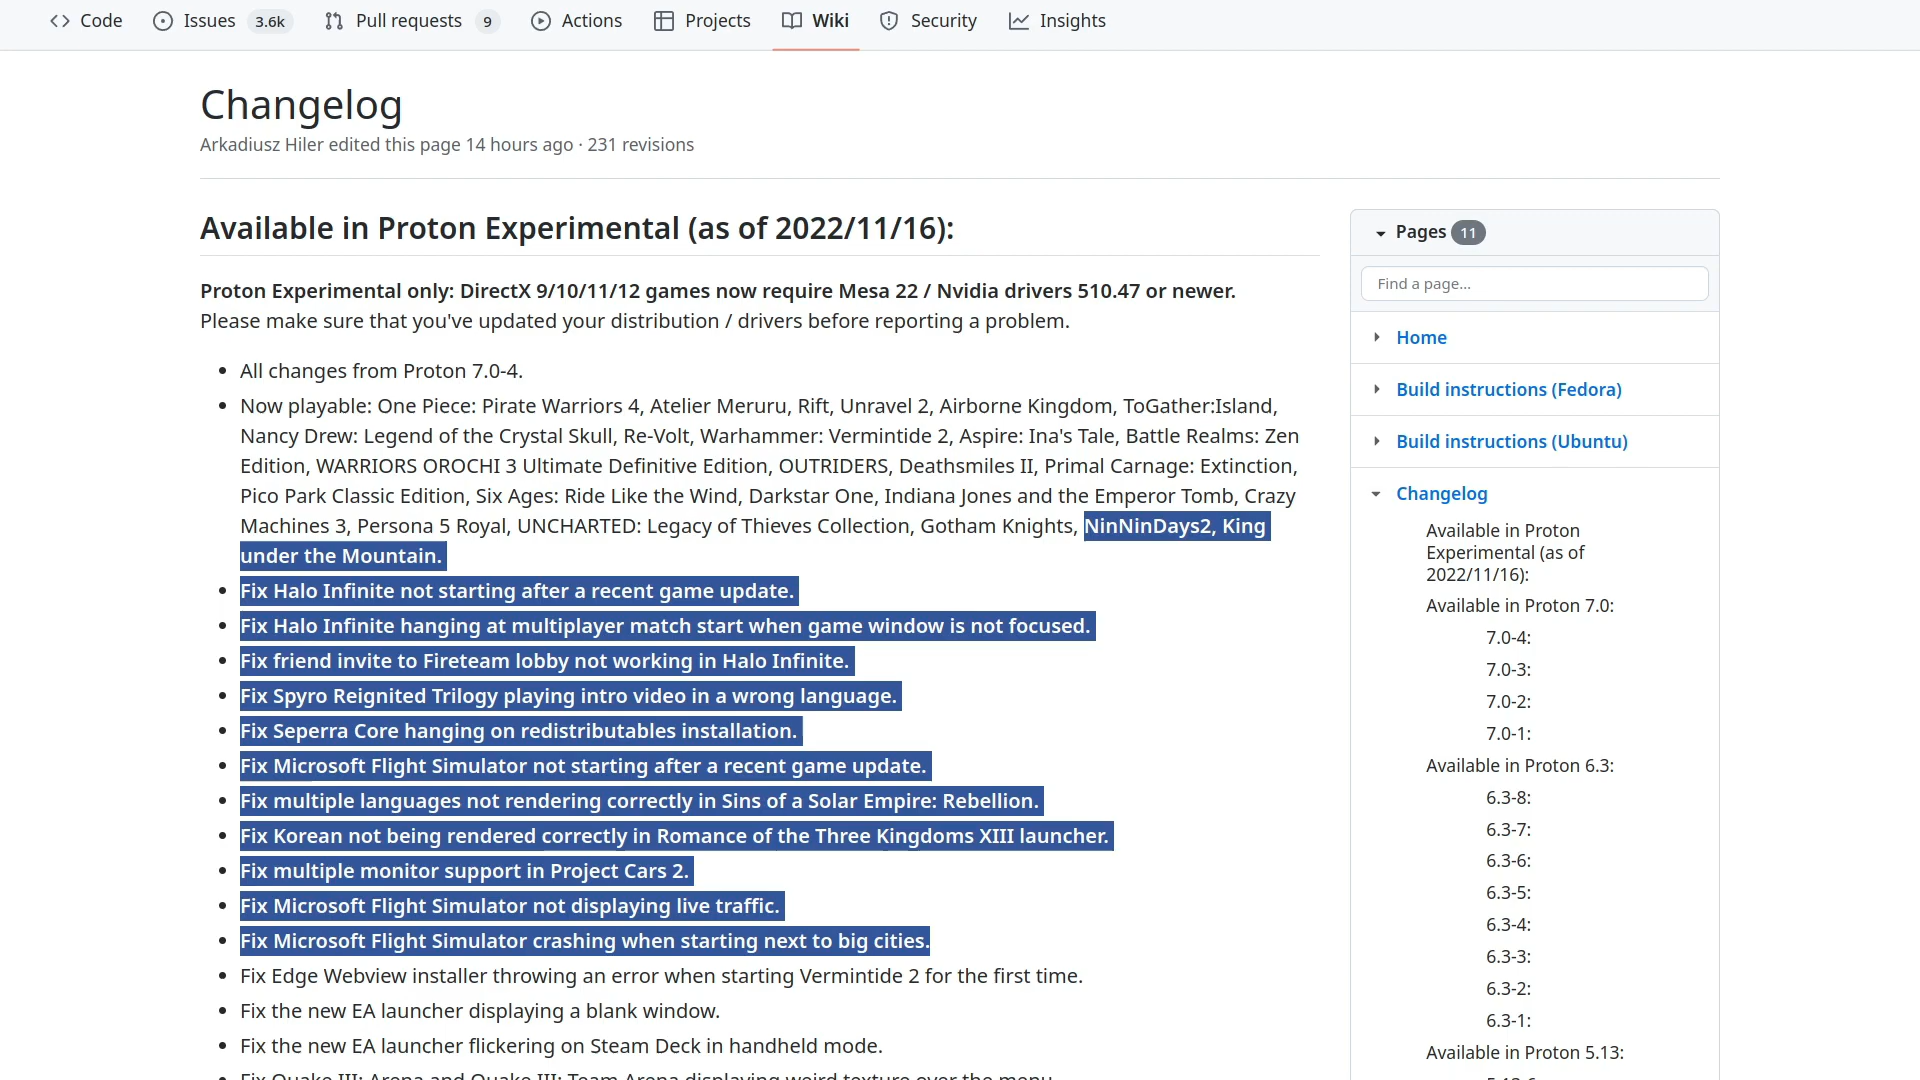 Code Issues 3.6k Pull requests 9 Actions Projects Wiki Security Insights
Changelog
Arkadiusz Hiler edited this page 14 hours ago · 231 revisions
Available in Proton Experimental (as of 2022/11/16):
Proton Experimental only: DirectX 9/10/11/12 games now require Mesa 22 / Nvidia drivers 510.47 or newer.
Please make sure that you've updated your distribution / drivers before reporting a problem.
All changes from Proton 7.0-4.
Now playable: One Piece: Pirate Warriors 4, Atelier Meruru, Rift, Unravel 2, Airborne Kingdom, ToGather:Island,
Nancy Drew: Legend of the Crystal Skull, Re-Volt, Warhammer: Vermintide 2, Aspire: Ina's Tale, Battle Realms: Zen
Edition, WARRIORS OROCHI 3 Ultimate Definitive Edition, OUTRIDERS, Deathsmiles II, Primal Carnage: Extinction,
Pico Park Classic Edition, Six Ages: Ride Like the Wind, Darkstar One, Indiana Jones and the Emperor Tomb, Crazy
Machines 3, Persona 5 Royal, UNCHARTED: Legacy of Thieves Collection, Gotham Knights, NinNinDays2, King
under the Mountain.
Fix Halo Infinite not starting after a recent game update.
Fix Halo Infinite hanging at multiplayer match start when game window is not focused.
Fix friend invite to Fireteam lobby not working in Halo Infinite.
Fix Spyro Reignited Trilogy playing intro video in a wrong language.
Fix Seperra Core hanging on redistributables installation.
Fix Microsoft Flight Simulator not starting after a recent game update.
Fix multiple languages not rendering correctly in Sins of a Solar Empire: Rebellion.
Fix Korean not being rendered correctly in Romance of the Three Kingdoms XIII launcher.
Fix multiple monitor support in Project Cars 2.
Fix Microsoft Flight Simulator not displaying live traffic.
Fix Microsoft Flight Simulator crashing when starting next to big cities.
Fix Edge Webview installer throwing an error when starting Vermintide 2 for the first time.
Fix the new EA launcher displaying a blank window.
Fix the new EA launcher flickering on Steam Deck in handheld mode.
Fix Quake III: Arena and Quake III: Team Arena displaying weird texture over the menu.
Pages 11
Find a page...
Home
Build instructions (Fedora)
Build instructions (Ubuntu)
Changelog
Available in Proton
Experimental (as of
2022/11/16):
Available in Proton 7.0:
7.0-4:
7.0-3:
7.0-2:
7.0-1:
Available in Proton 6.3:
6.3-8:
6.3-7:
6.3-6:
6.3-5:
6.3-4:
6.3-3:
6.3-2:
6.3-1:
Available in Proton 5.13: